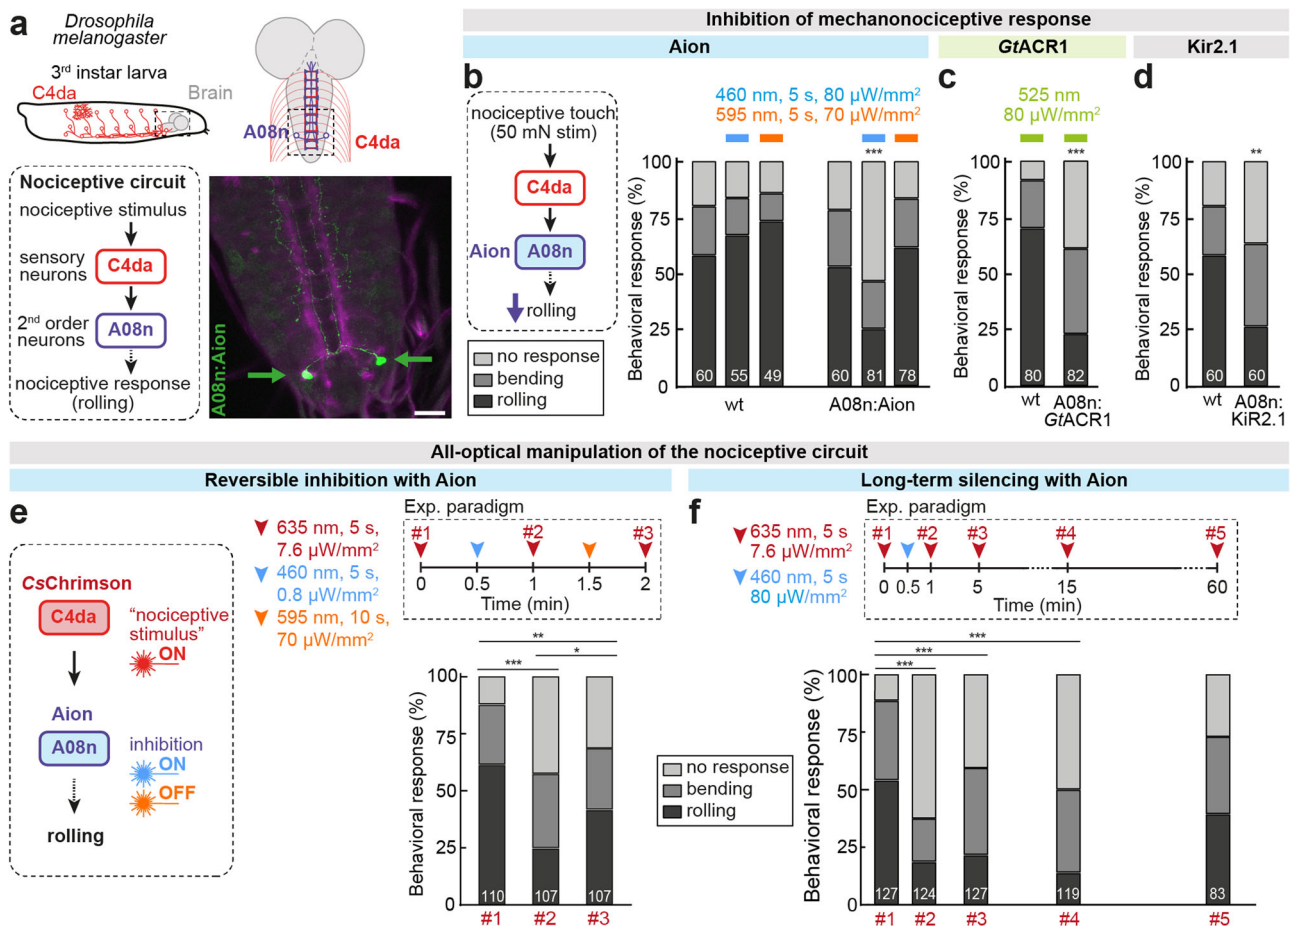 a
Drosophila
melanogaster
3rd instar larva
C4da
Brain
A08n
C4da
Nociceptive circuit
nociceptive stimulus
sensory
neurons
C4da
2nd order
neurons
A08n
nociceptive response
(rolling)
A08n:Aion
Inhibition of mechanonociceptive response
Aion
GtACR1
Kir2.1
b
nociceptive touch
(50 mN stim)
C4da
Aion
A08n
rolling
no response
bending
rolling
460 nm, 5 s, 80 µW/mm²
595 nm, 5 s, 70 µW/mm²
Behavioral response (%)
100
75
50
25
0
***
60
55
49
60
81
78
wt
A08n:Aion
c
525 nm
80 µW/mm²
Behavioral response (%)
100
75
50
25
0
***
80
82
wt
A08n:
GtACR1
d
Behavioral response (%)
100
75
50
25
0
**
60
60
wt
A08n:
KiR2.1
All-optical manipulation of the nociceptive circuit
Reversible inhibition with Aion
Long-term silencing with Aion
e
CsChrimson
C4da
"nociceptive
stimulus"
ON
Aion
A08n
inhibition
ON
OFF
rolling
635 nm, 5 s,
7.6 µW/mm²
460 nm, 5 s,
0.8 µW/mm²
595 nm, 10 s,
70 µW/mm²
Exp. paradigm
#1
#2
#3
0
0.5
1
1.5
2
Time (min)
Behavioral response (%)
100
75
50
25
0
**
*
***
110
107
107
#1
#2
#3
no response
bending
rolling
f
635 nm, 5 s
7.6 µW/mm²
460 nm, 5 s
80 µW/mm²
Exp. paradigm
#1
#2
#3
#4
#5
0
0.5
1
5
15
60
Time (min)
Behavioral response (%)
100
75
50
25
0
***
***
***
127
124
127
119
83
#1
#2
#3
#4
#5